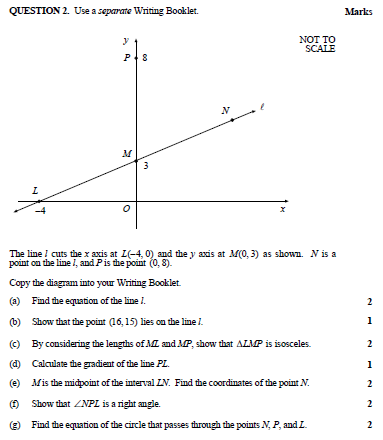 QUESTION 2. Use a separate Writing Booklet. Marks
NOT TO
SCALE
y
P 8
N ℓ
M
3
L
–4 O x
The line l cuts the x axis at L(–4, 0) and the y axis at M(0, 3) as shown. N is a
point on the line l, and P is the point (0, 8).
Copy the diagram into your Writing Booklet.
(a) Find the equation of the line l. 2
(b) Show that the point (16, 15) lies on the line l. 1
(c) By considering the lengths of ML and MP, show that ΔLMP is isosceles. 2
(d) Calculate the gradient of the line PL. 1
(e) M is the midpoint of the interval LN. Find the coordinates of the point N. 2
(f) Show that ∠NPL is a right angle. 2
(g) Find the equation of the circle that passes through the points N, P, and L. 2